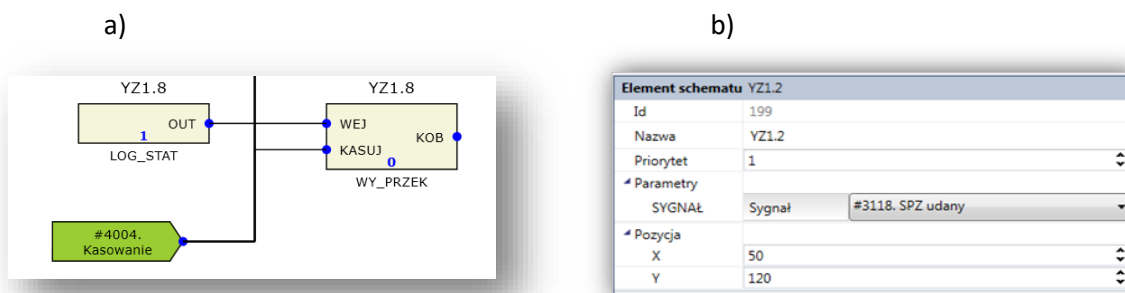 a)
b)
YZ1.8
YZ1.8
OUT
1
LOG_STAT
WEJ
KOB
KASUJ
0
WY_PRZEK
#4004.
Kasowanie
Element schematu YZ1.2
Id 199
Nazwa YZ1.2
Priorytet 1
Parametry
SYGNAŁ Sygnał #3118. SPZ udany
Pozycja
X 50
Y 120